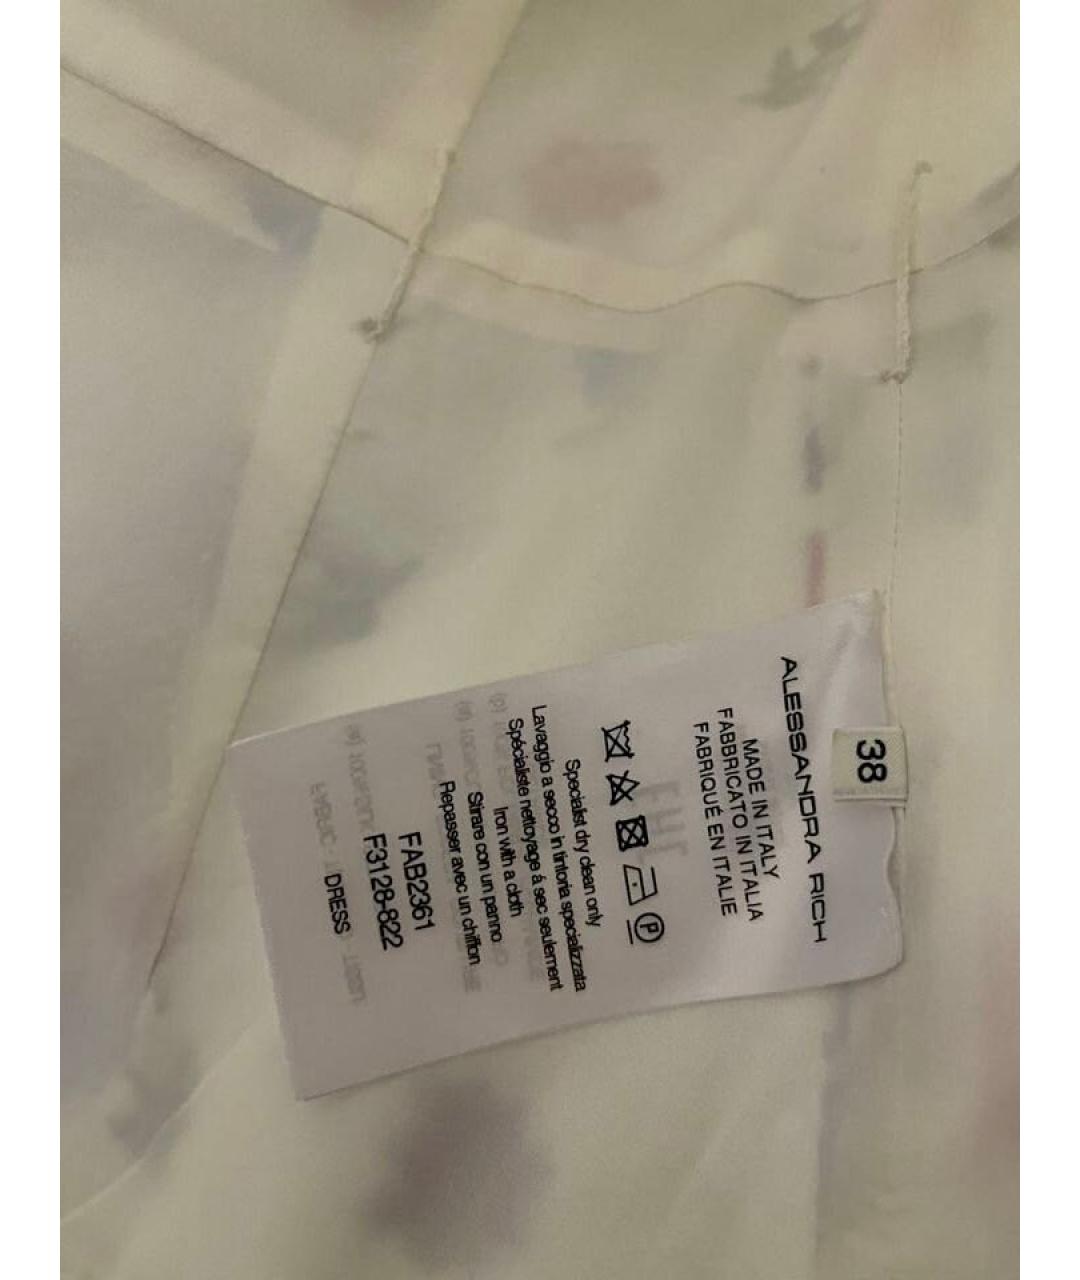 38
ALESSANDRA RICH
MADE IN ITALY
FABBRICATO IN ITALIA
FABRIQUÉ EN ITALIE
P
Specialist dry clean only
Lavaggio a secco in tintoria specializzata
Spécialiste nettoyage á sec seulement
Iron with a cloth
Stirare con un panno
Repasser avec un chiffon
FAB2361
F3128-822
DRESS